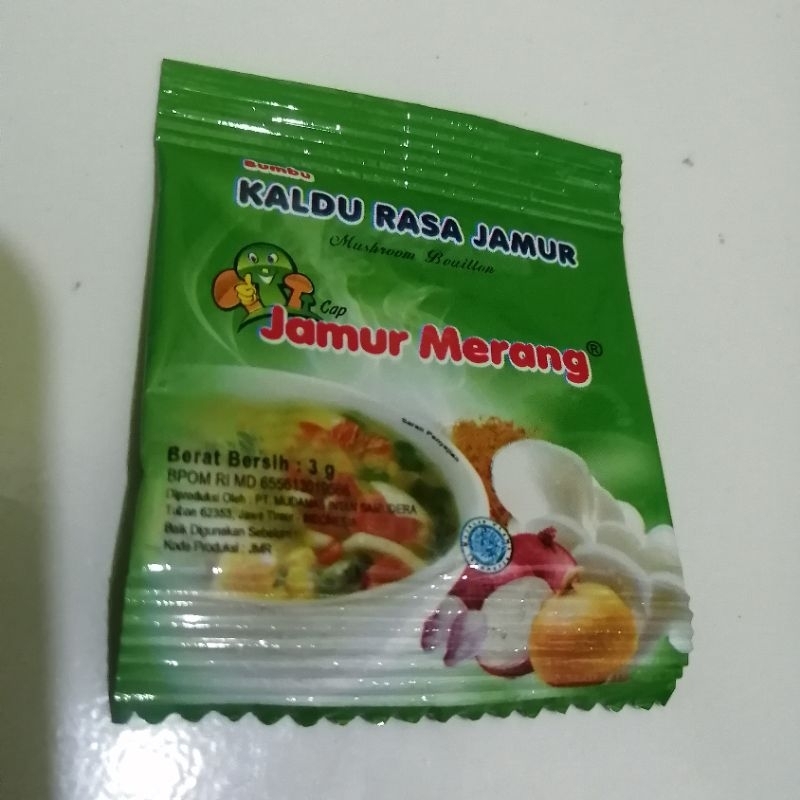 Bumbu
KALDU RASA JAMUR
Mushroom Bouillon
Cap
Jamur Merang®
Saran Penyajian
Berat Bersih : 3 g
BPOM RI MD
Diproduksi Oleh : PT.
Tuban 62353, Jawa Timur - INDONESIA
Baik Digunakan Sebelum :
Kode Produksi : JMR